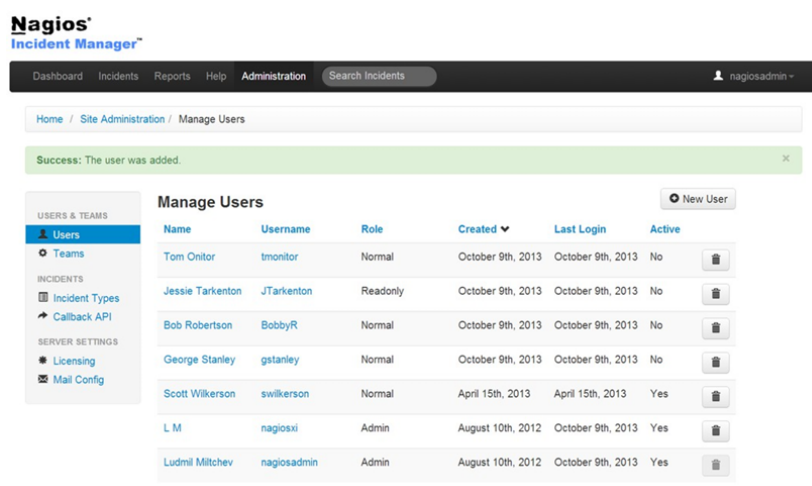 Nagios®
Incident Manager™
Dashboard Incidents Reports Help Administration Search Incidents nagiosadmin
Home / Site Administration / Manage Users
Success: The user was added. ×
Manage Users New User
USERS & TEAMS
Users
Teams
INCIDENTS
Incident Types
Callback API
SERVER SETTINGS
Licensing
Mail Config
Name Username Role Created Last Login Active
Tom Onitor tmonitor Normal October 9th, 2013 October 9th, 2013 No
Jessie Tarkenton JTarkenton Readonly October 9th, 2013 October 9th, 2013 No
Bob Robertson BobbyR Normal October 9th, 2013 October 9th, 2013 No
George Stanley gstanley Normal October 9th, 2013 October 9th, 2013 No
Scott Wilkerson swilkerson Normal April 15th, 2013 April 15th, 2013 Yes
L M nagiosxi Admin August 10th, 2012 October 9th, 2013 Yes
Ludmil Miltchev nagiosadmin Admin August 10th, 2012 October 9th, 2013 Yes